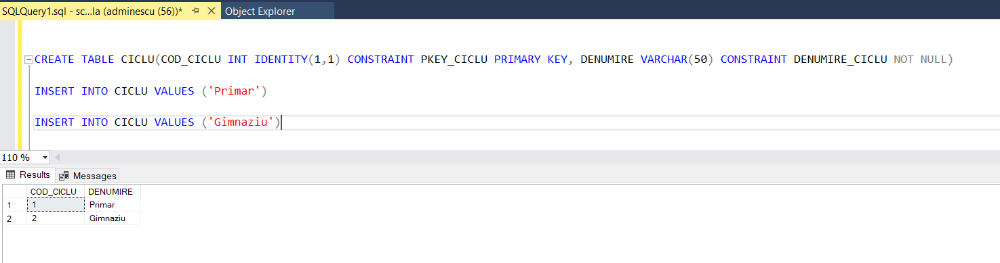 SQLQuery1.sql - sc...la (adminescu (56))* Object Explorer
CREATE TABLE CICLU(COD_CICLU INT IDENTITY(1,1) CONSTRAINT PKEY_CICLU PRIMARY KEY, DENUMIRE VARCHAR(50) CONSTRAINT DENUMIRE_CICLU NOT NULL)
INSERT INTO CICLU VALUES ('Primar')
INSERT INTO CICLU VALUES ('Gimnaziu')
110 %
Results Messages
COD_CICLU DENUMIRE
1 1 Primar
2 2 Gimnaziu